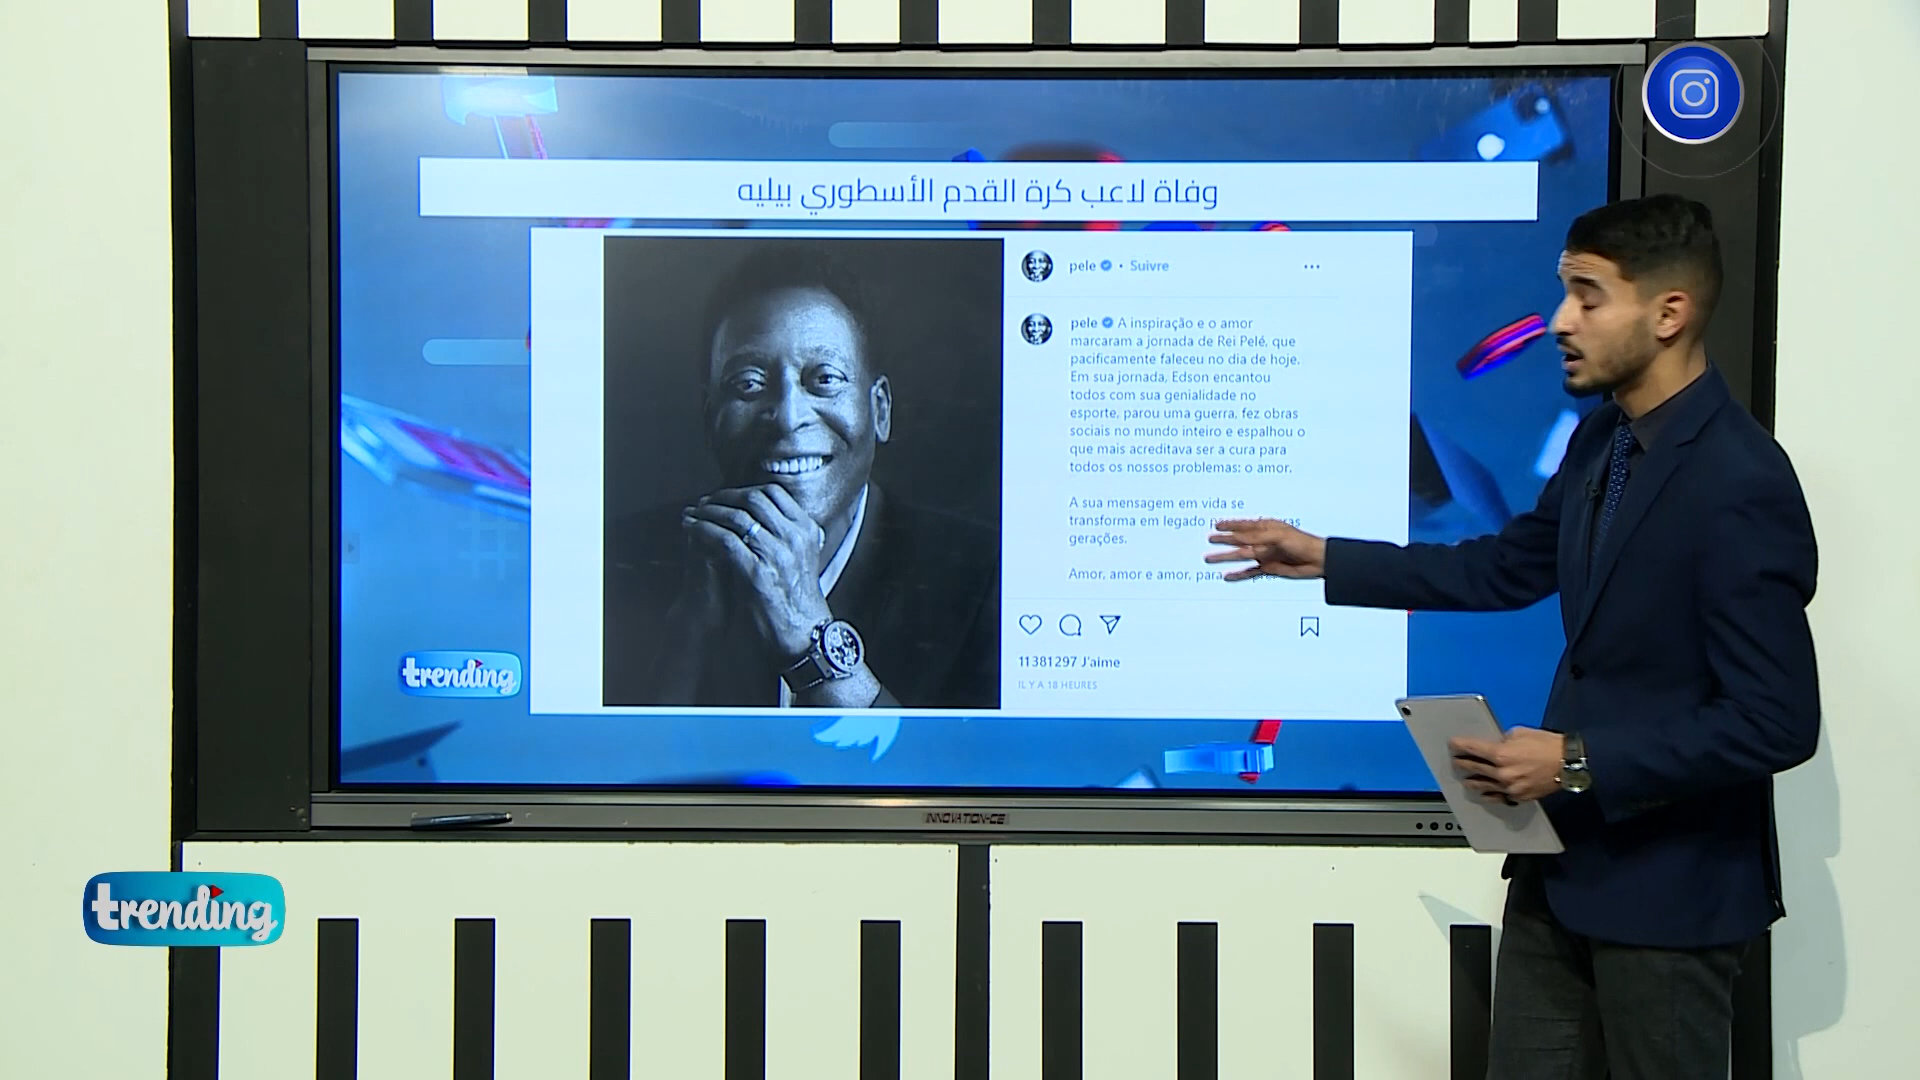 وفاة لاعب كرة القدم الأسطوري بيليه
pele • Suivre
pele A inspiração e o amor
marcaram a jornada de Rei Pelé, que
pacificamente faleceu no dia de hoje.
Em sua jornada, Edson encantou
todos com sua genialidade no
esporte, parou uma guerra, fez obras
sociais no mundo inteiro e espalhou o
que mais acreditava ser a cura para
todos os nossos problemas: o amor.
A sua mensagem em vida se
transforma em legado
gerações.
Amor, amor e amor, para
11381297 J'aime
IL Y A 18 HEURES
trending
INNOVATION-CE
trending